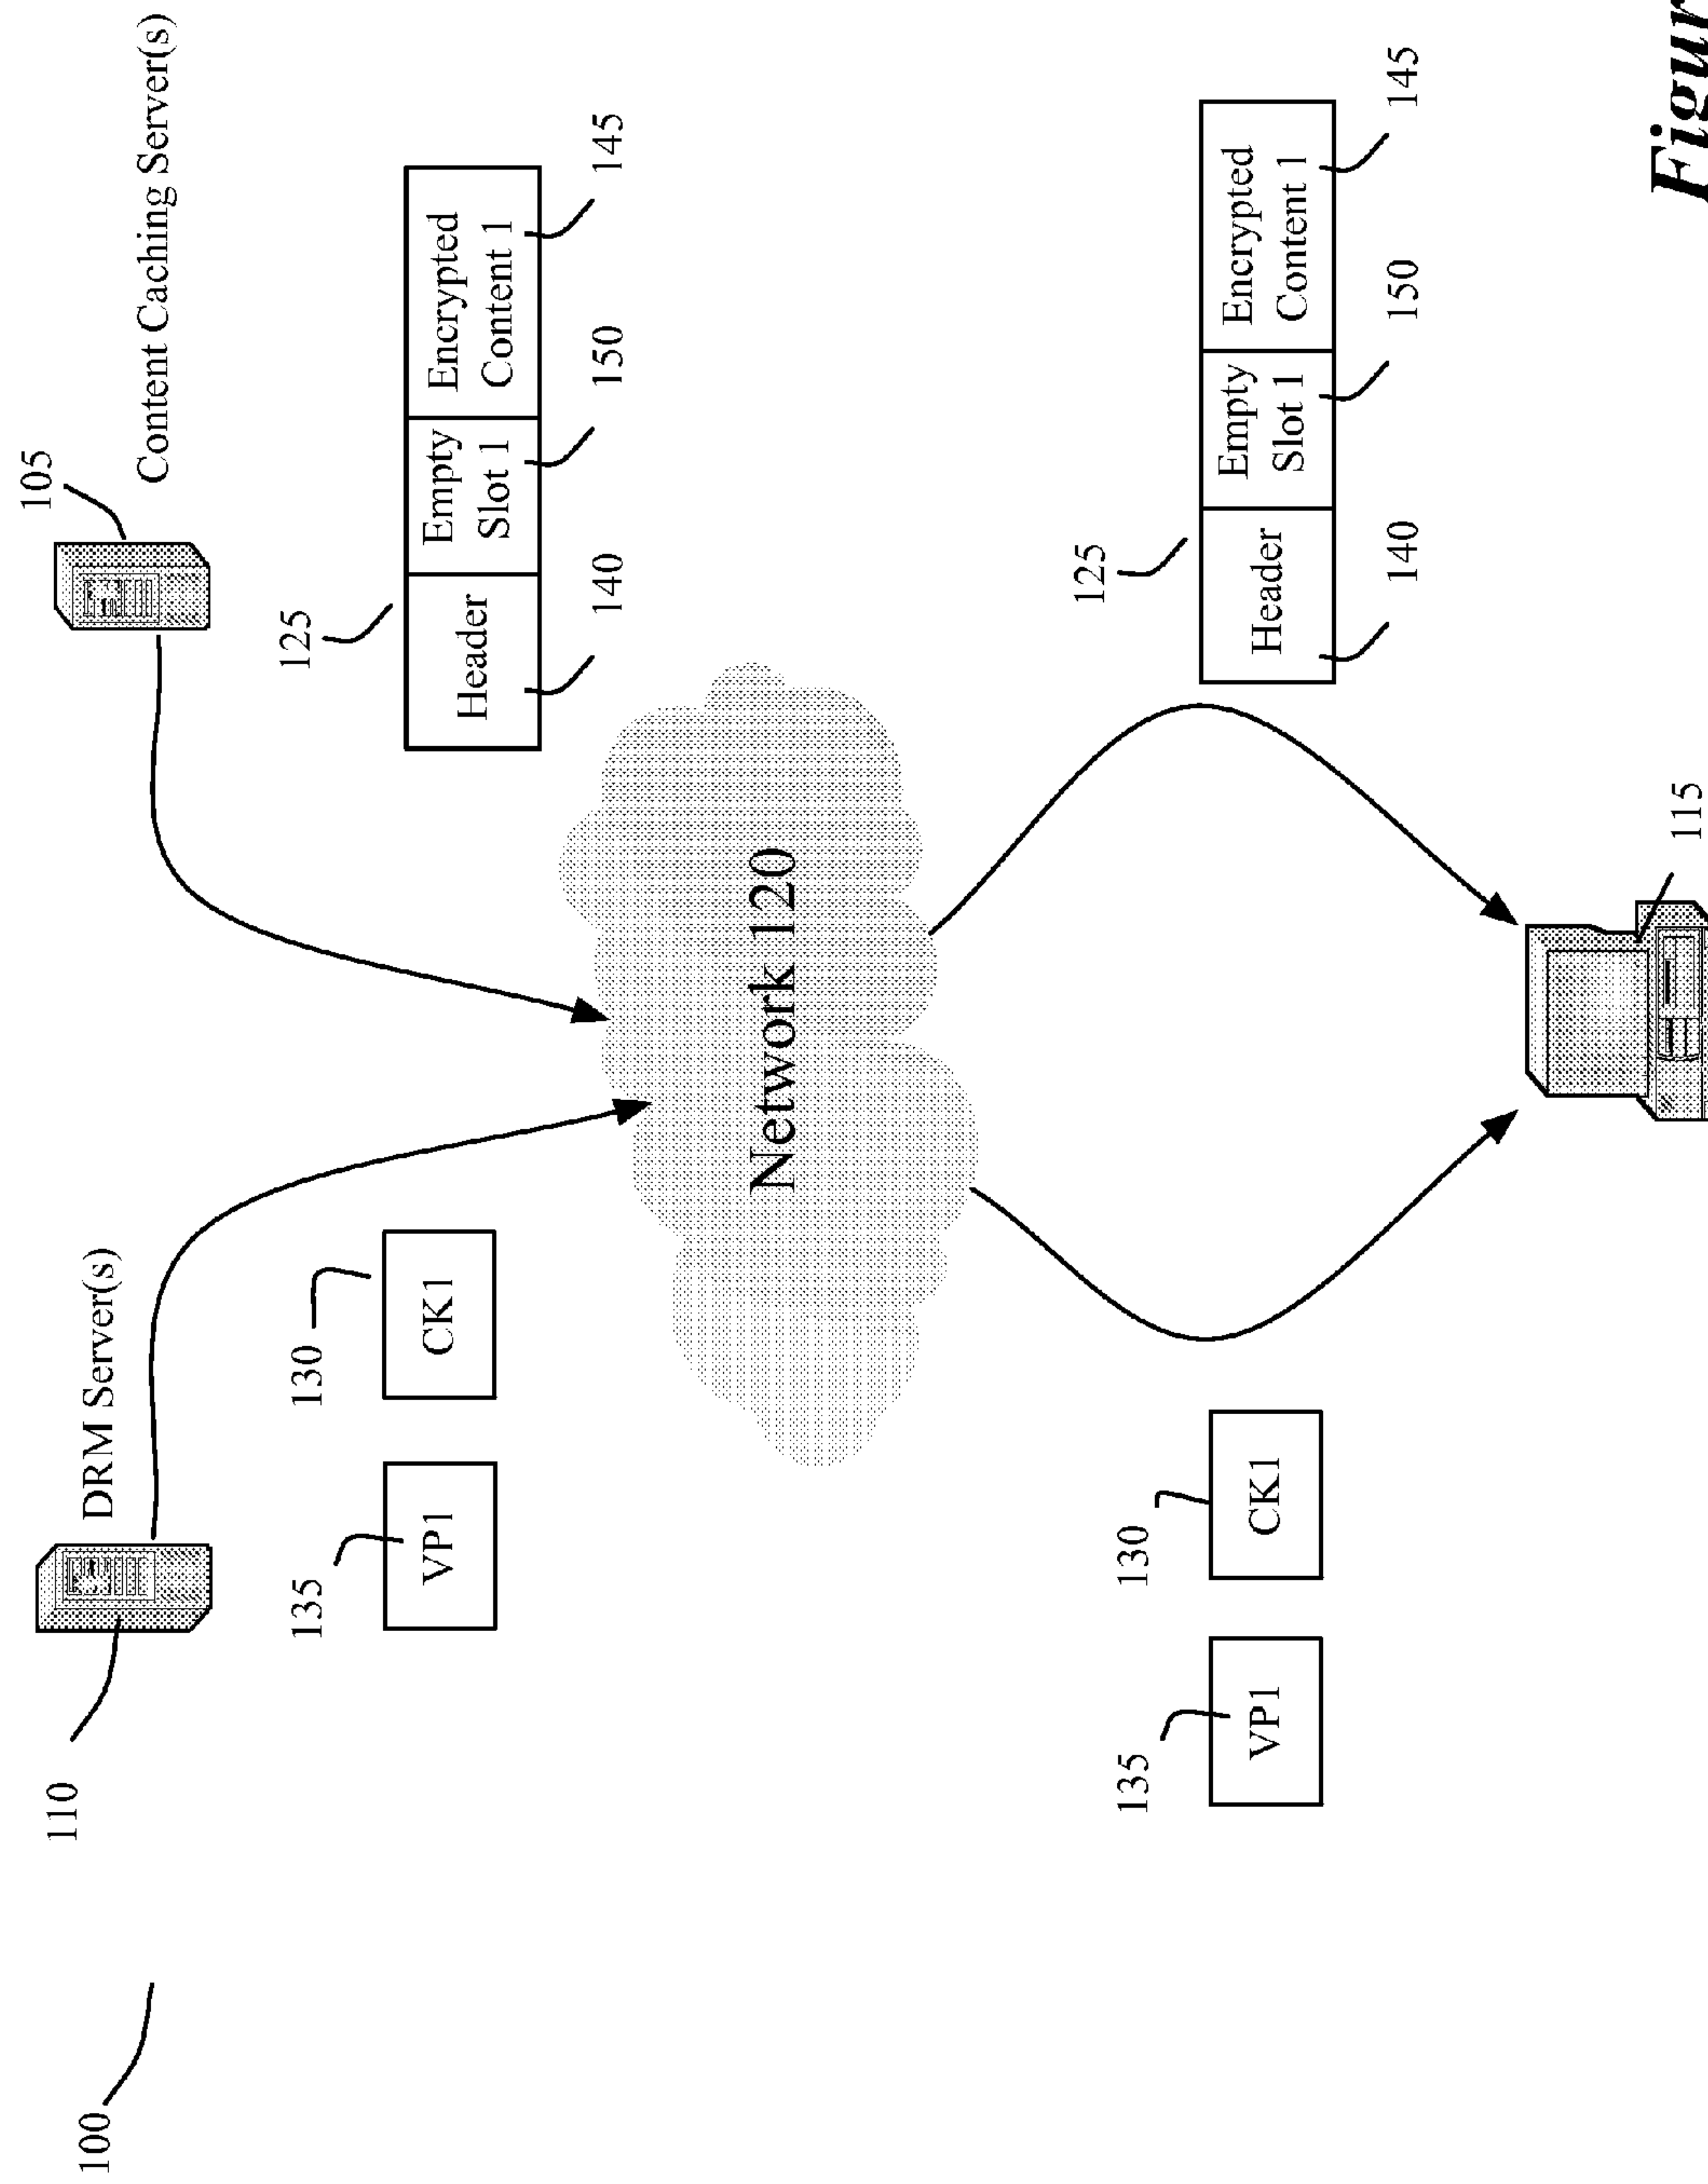 100
110
DRM Server(s)
105
Content Caching Server(s)
135
VP1
130
CK1
125
Header
Empty
Slot 1
Encrypted
Content 1
140
150
145
Network 120
135
VP1
130
CK1
125
Header
Empty
Slot 1
Encrypted
Content 1
140
150
145
115